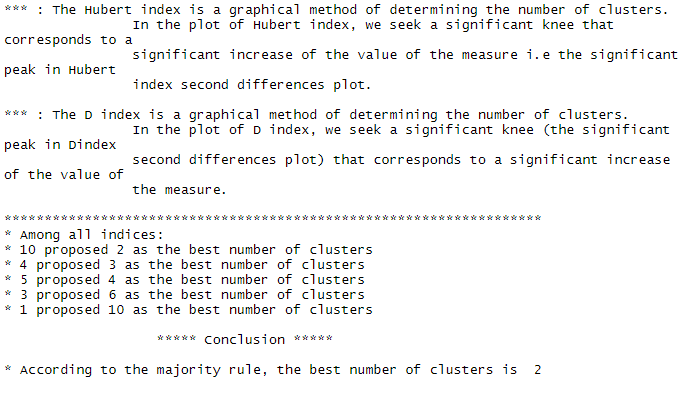 *** : The Hubert index is a graphical method of determining the number of clusters.
In the plot of Hubert index, we seek a significant knee that
corresponds to a
significant increase of the value of the measure i.e the significant
peak in Hubert
index second differences plot.
*** : The D index is a graphical method of determining the number of clusters.
In the plot of D index, we seek a significant knee (the significant
peak in Dindex
second differences plot) that corresponds to a significant increase
of the value of
the measure.
*******************************************************************
* Among all indices:
* 10 proposed 2 as the best number of clusters
* 4 proposed 3 as the best number of clusters
* 5 proposed 4 as the best number of clusters
* 3 proposed 6 as the best number of clusters
* 1 proposed 10 as the best number of clusters
***** Conclusion *****
* According to the majority rule, the best number of clusters is 2